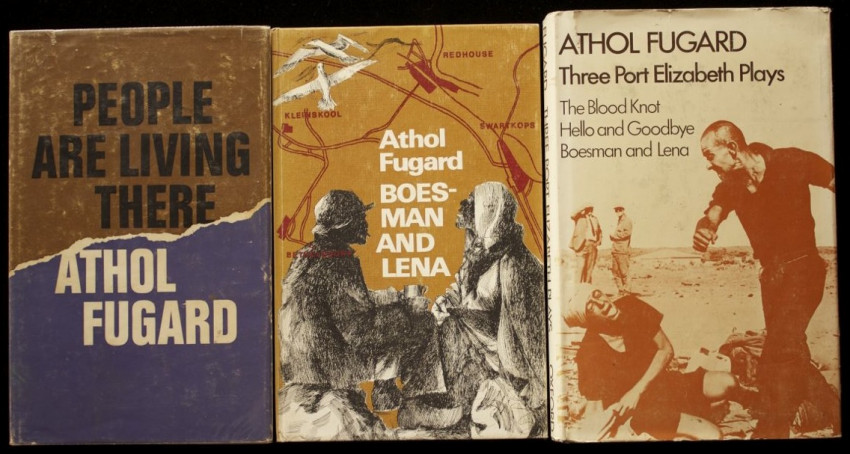 PEOPLE
ARE LIVING
THERE
ATHOL
FUGARD
REDHOUSE
KLEINSKOOL
SWARTKOPS
Athol
Fugard
BOES-
MAN
AND
LENA
ATHOL FUGARD
Three Port Elizabeth Plays
The Blood Knot
Hello and Goodbye
Boesman and Lena